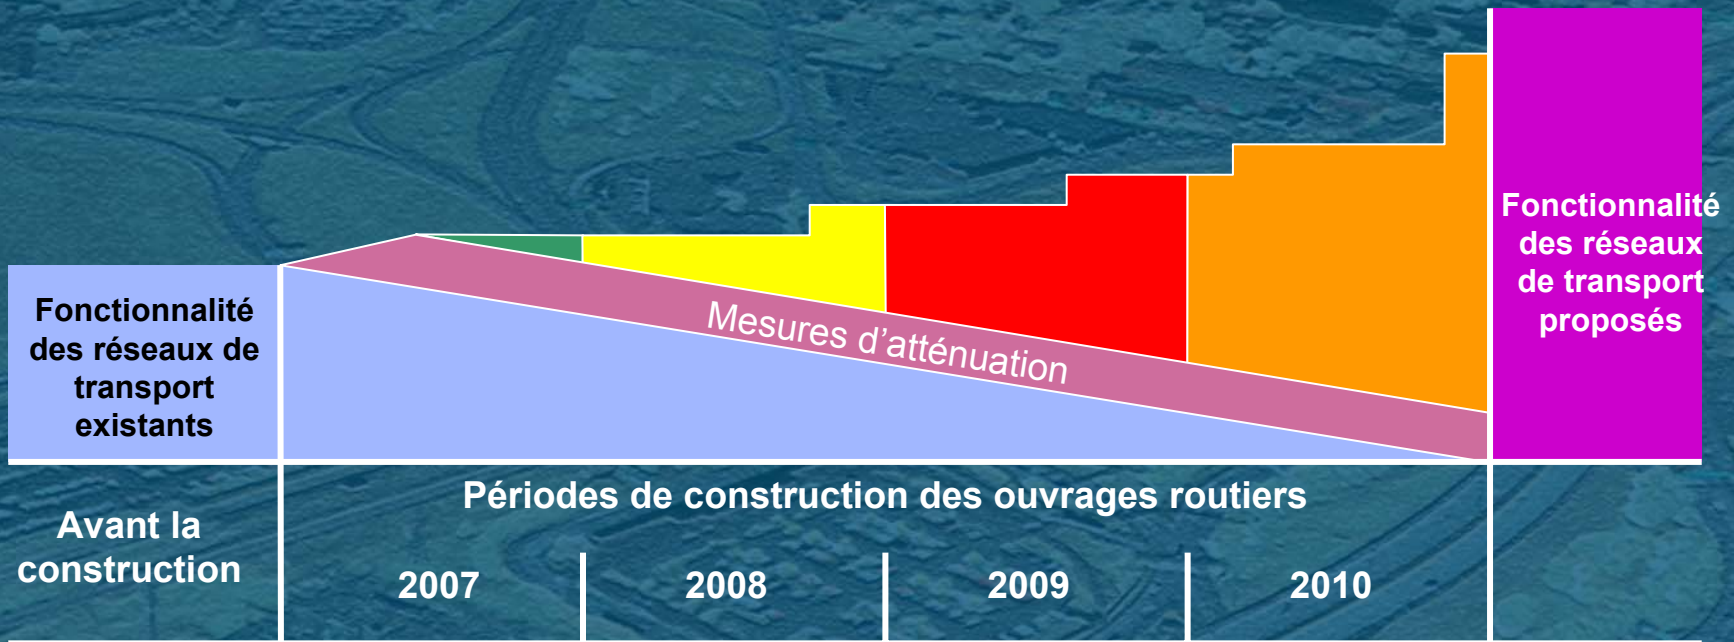 Fonctionnalité
des réseaux de
transport
existants
Mesures d’atténuation
Fonctionnalité
des réseaux
de transport
proposés
Avant la
construction
Périodes de construction des ouvrages routiers
2007
2008
2009
2010